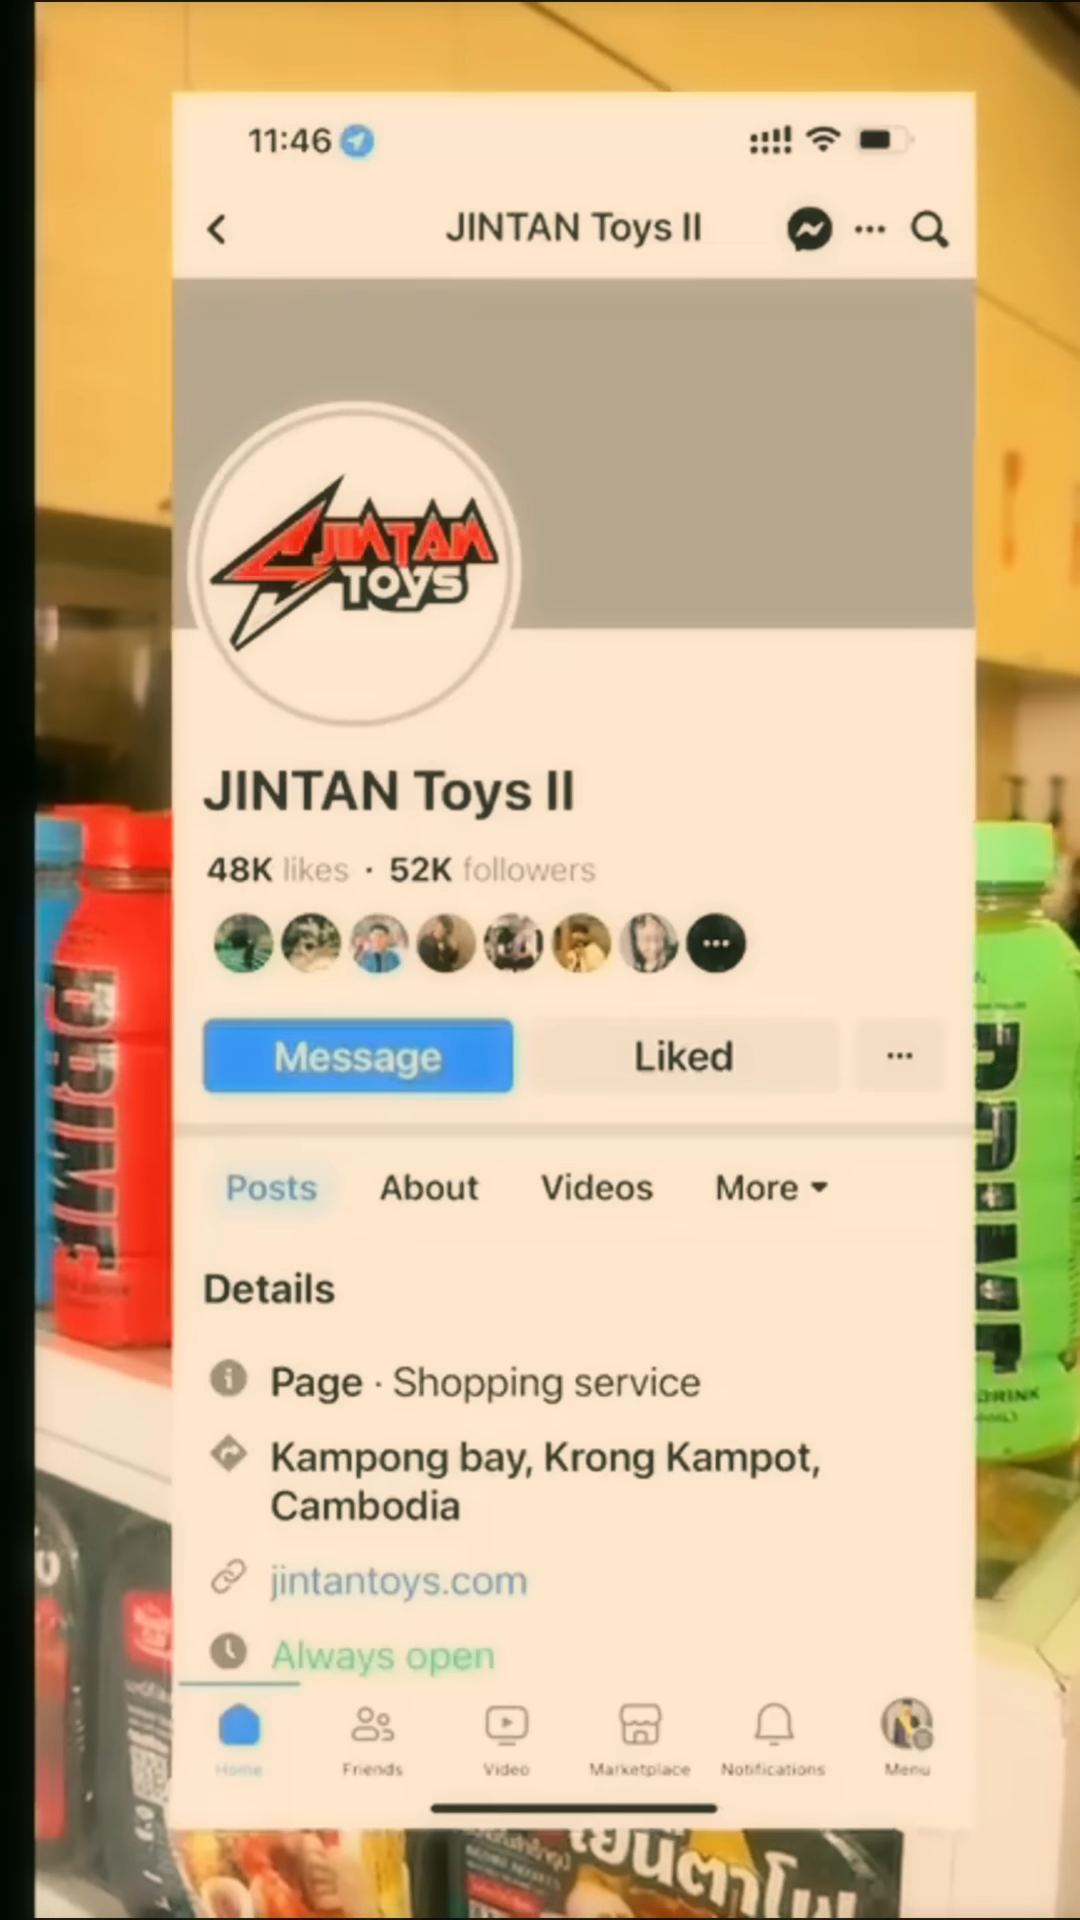 11:46
JINTAN Toys II
JINTAN
TOYS
JINTAN Toys II
48K likes · 52K followers
Message
Liked
Posts
About
Videos
More
Details
Page · Shopping service
Kampong bay, Krong Kampot,
Cambodia
jintantoys.com
Always open
Home
Friends
Video
Marketplace
Notifications
Menu
PRIME
PRIME
DRINK